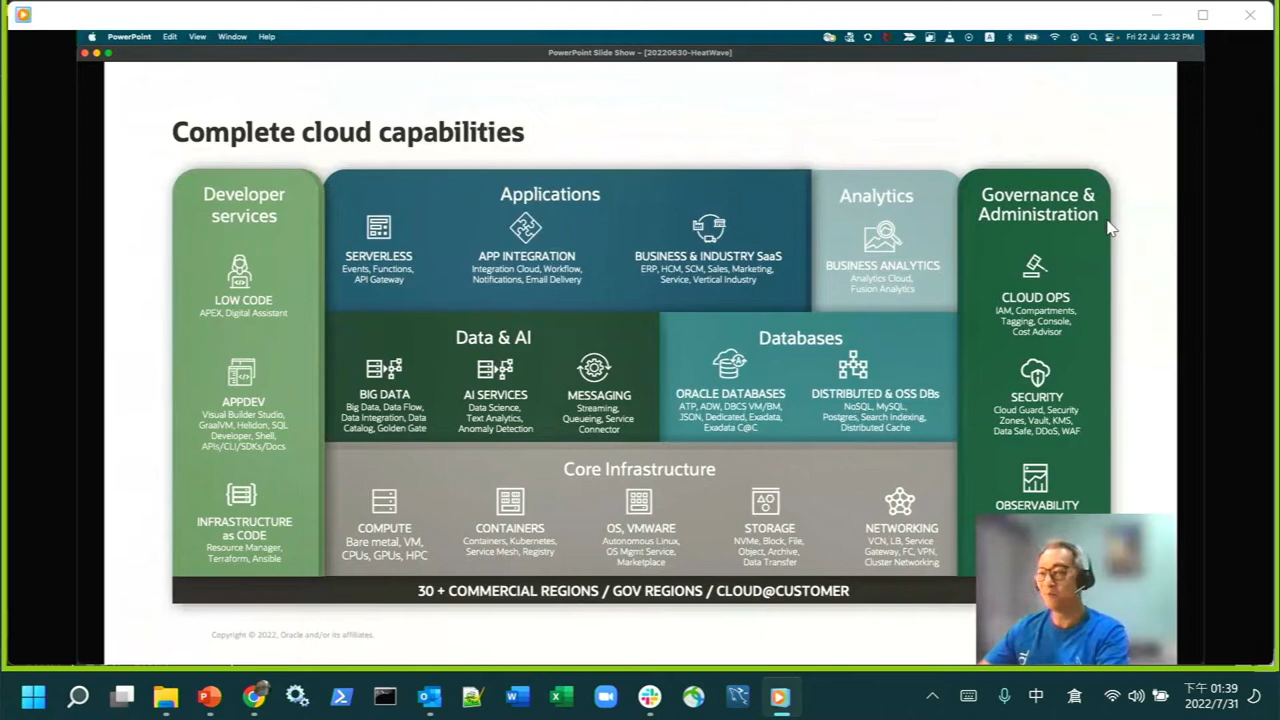 PowerPoint Edit View Window Help
Fri 22 Jul 2:32 PM
PowerPoint Slide Show – [20220630-HeatWave]
Complete cloud capabilities
Developer
services
LOW CODE
APEX, Digital Assistant
APPDEV
Visual Builder Studio,
GraalVM, Helidon, SQL
Developer, Shell,
APIs/CLI/SDKs/Docs
INFRASTRUCTURE
as CODE
Resource Manager,
Terraform, Ansible
Applications
SERVERLESS
Events, Functions,
API Gateway
APP INTEGRATION
Integration Cloud, Workflow,
Notifications, Email Delivery
BUSINESS & INDUSTRY SaaS
ERP, HCM, SCM, Sales, Marketing,
Service, Vertical Industry
Analytics
BUSINESS ANALYTICS
Analytics Cloud,
Fusion Analytics
Data & AI
BIG DATA
Big Data, Data Flow,
Data Integration, Data
Catalog, Golden Gate
AI SERVICES
Data Science,
Text Analytics,
Anomaly Detection
MESSAGING
Streaming,
Queueing, Service
Connector
Databases
ORACLE DATABASES
ATP, ADW, DBCS VM/BM,
JSON, Dedicated, Exadata,
Exadata C@C
DISTRIBUTED & OSS DBs
NoSQL, MySQL,
Postgres, Search Indexing,
Distributed Cache
Core Infrastructure
COMPUTE
Bare metal, VM,
CPUs, GPUs, HPC
CONTAINERS
Containers, Kubernetes,
Service Mesh, Registry
OS, VMWARE
Autonomous Linux,
OS Mgmt Service,
Marketplace
STORAGE
NVMe, Block, File,
Object, Archive,
Data Transfer
NETWORKING
VCN, LB, Service
Gateway, FC, VPN,
Cluster Networking
Governance &
Administration
CLOUD OPS
IAM, Compartments,
Tagging, Console,
Cost Advisor
SECURITY
Cloud Guard, Security
Zones, Vault, KMS,
Data Safe, DDoS, WAF
OBSERVABILITY
30 + COMMERCIAL REGIONS / GOV REGIONS / CLOUD@CUSTOMER
Copyright © 2022, Oracle and/or its affiliates.
中
下午 01:39
2022/7/31